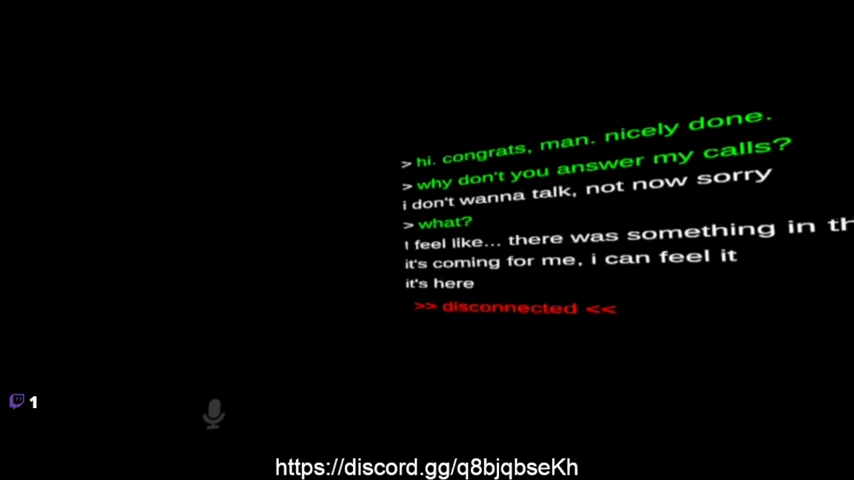 > hi. congrats, man. nicely done.
> why don't you answer my calls?
i don't wanna talk, not now sorry
> what?
I feel like... there was something in
it's coming for me, i can feel it
it's here
>> disconnected <<
1
https://discord.gg/q8bjqbseKh